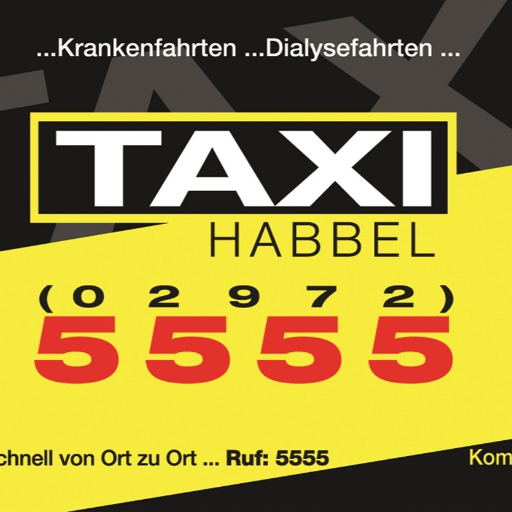 ...Krankenfahrten ...Dialysefahrten ...
TAXI
HABBEL
(02972)
5555
chnell von Ort zu Ort ... Ruf: 5555
Kom